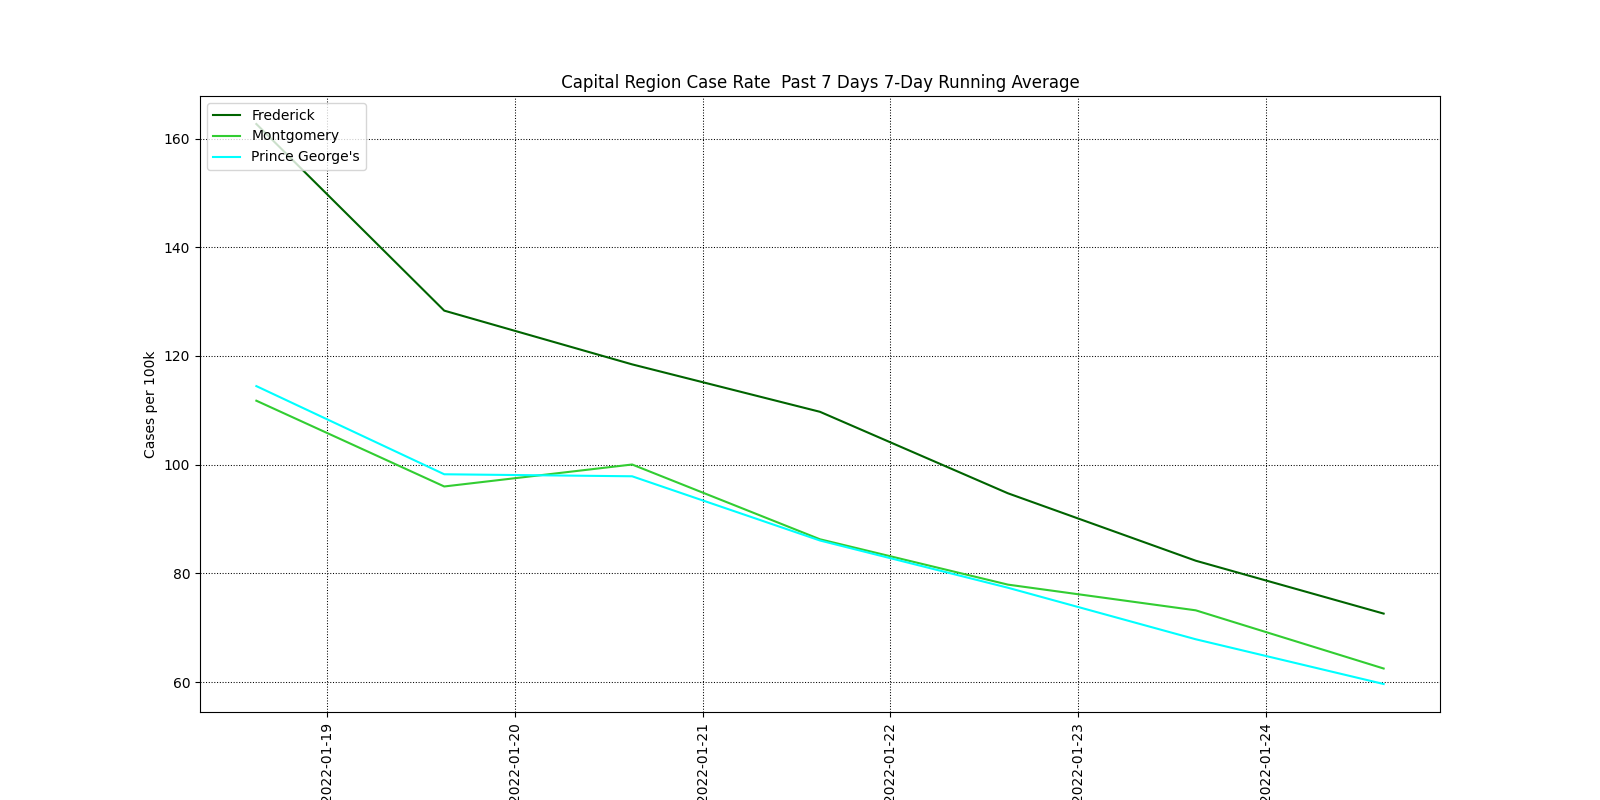 Capital Region Case Rate  Past 7 Days 7-Day Running Average
Frederick
Montgomery
Prince George's
Cases per 100k
160
140
120
100
80
60
2022-01-19
2022-01-20
2022-01-21
2022-01-22
2022-01-23
2022-01-24